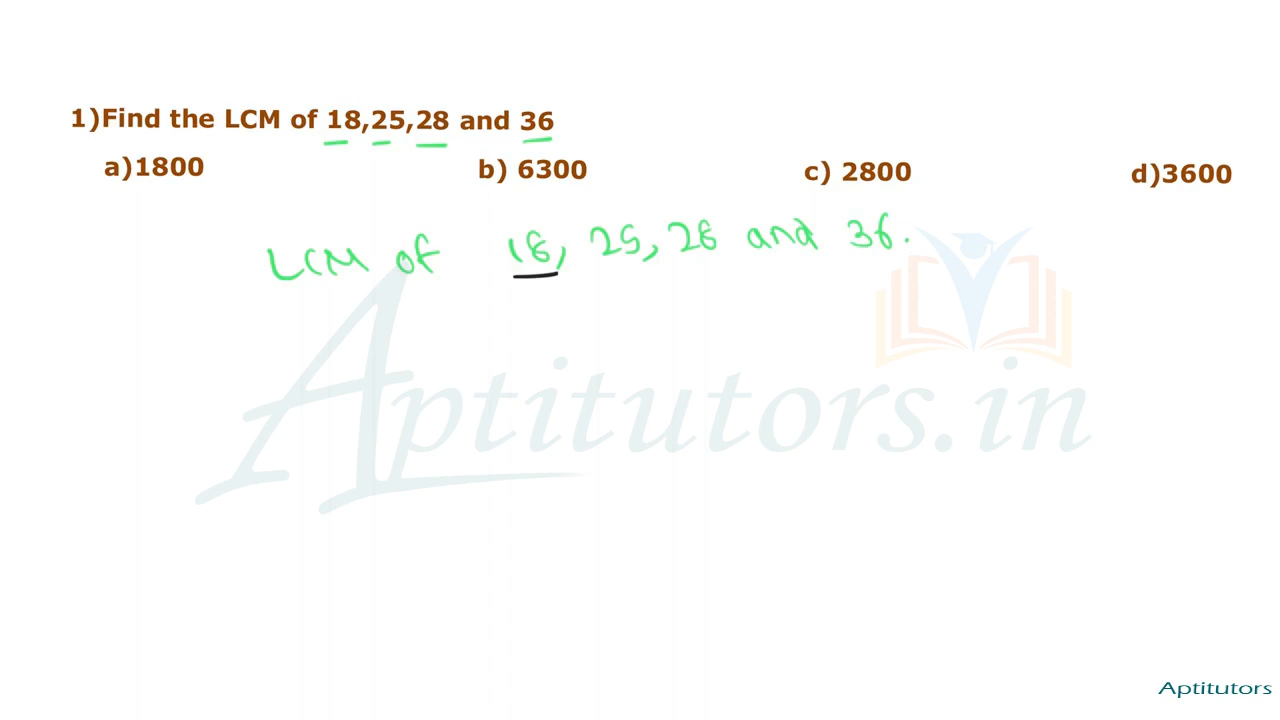 1)Find the LCM of 18,25,28 and 36
a)1800 b) 6300 c) 2800 d)3600
LCM of 18, 25, 28 and 36.
Aptitutors.in
Aptitutors